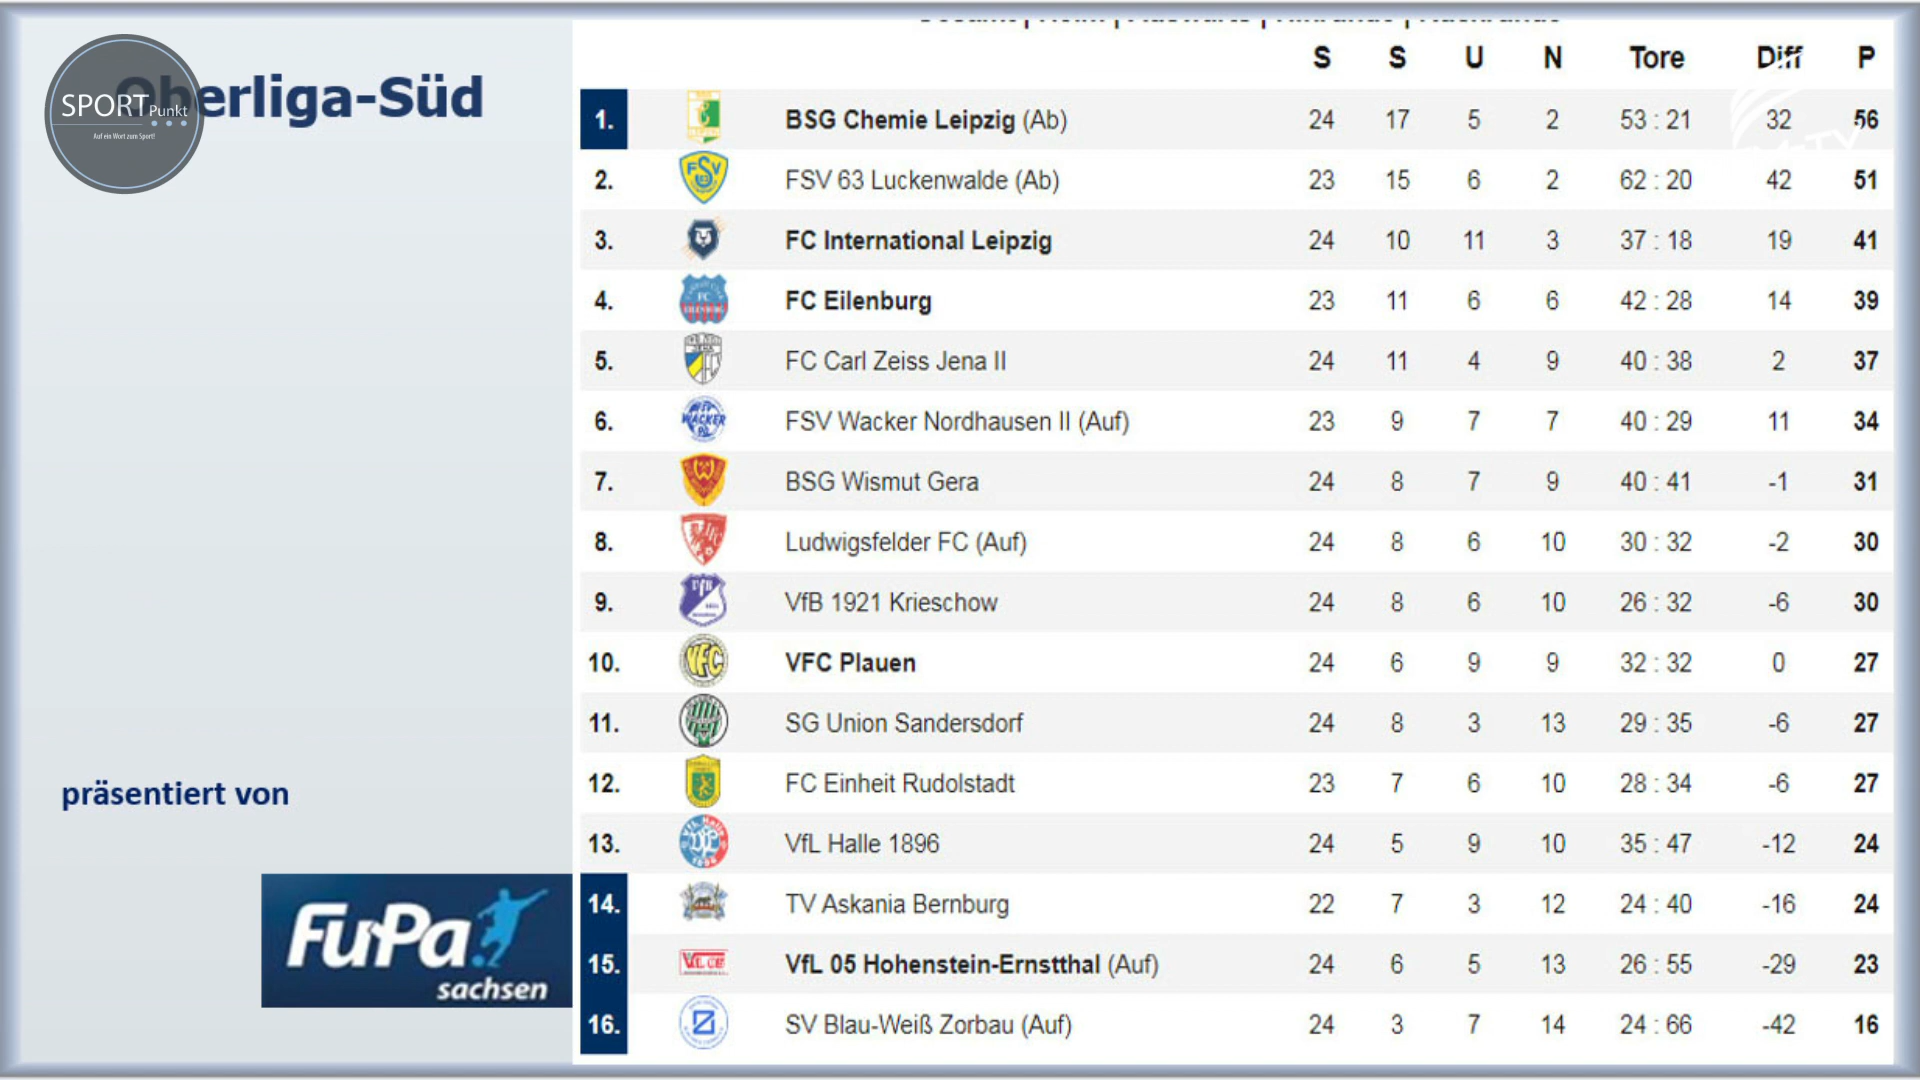 Oberliga-Süd
SPORT Punkt
Auf ein Wort zum Sport!
S S U N Tore Diff P
1. BSG Chemie Leipzig (Ab) 24 17 5 2 53 : 21 32 56
2. FSV 63 Luckenwalde (Ab) 23 15 6 2 62 : 20 42 51
3. FC International Leipzig 24 10 11 3 37 : 18 19 41
4. FC Eilenburg 23 11 6 6 42 : 28 14 39
5. FC Carl Zeiss Jena II 24 11 4 9 40 : 38 2 37
6. FSV Wacker Nordhausen II (Auf) 23 9 7 7 40 : 29 11 34
7. BSG Wismut Gera 24 8 7 9 40 : 41 -1 31
8. Ludwigsfelder FC (Auf) 24 8 6 10 30 : 32 -2 30
9. VfB 1921 Krieschow 24 8 6 10 26 : 32 -6 30
10. VFC Plauen 24 6 9 9 32 : 32 0 27
11. SG Union Sandersdorf 24 8 3 13 29 : 35 -6 27
12. FC Einheit Rudolstadt 23 7 6 10 28 : 34 -6 27
13. VfL Halle 1896 24 5 9 10 35 : 47 -12 24
14. TV Askania Bernburg 22 7 3 12 24 : 40 -16 24
15. VfL 05 Hohenstein-Ernstthal (Auf) 24 6 5 13 26 : 55 -29 23
16. SV Blau-Weiß Zorbau (Auf) 24 3 7 14 24 : 66 -42 16
präsentiert von
FuPa
sachsen